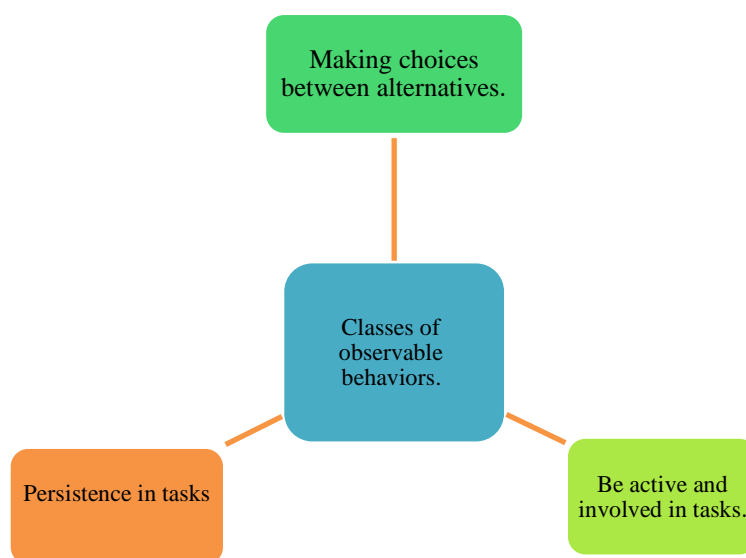 Making choices
between alternatives.
Classes of
observable
behaviors.
Persistence in tasks
Be active and
involved in tasks.